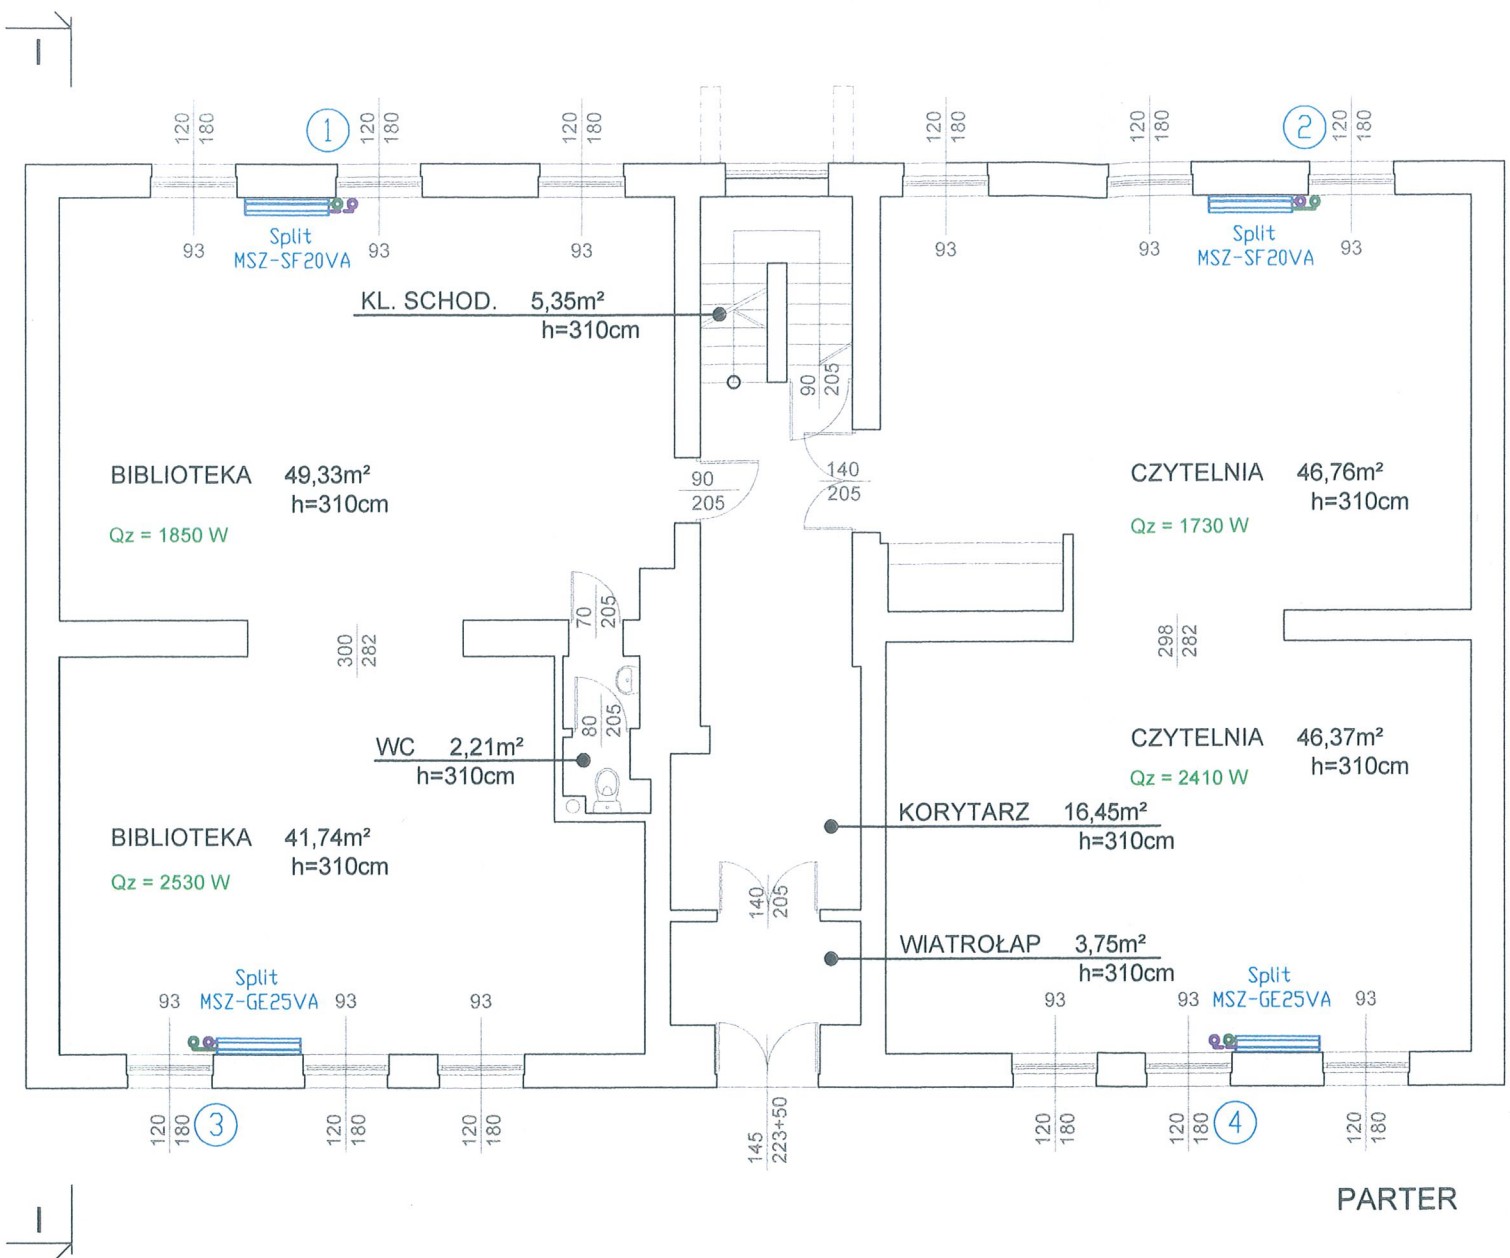 I
120 180
1
120 180
120 180
120 180
120 180
2
120 180
93
Split
MSZ-SF20VA
93
93
93
93
Split
MSZ-SF20VA
93
KL. SCHOD. 5,35m²
h=310cm
90 205
BIBLIOTEKA 49,33m²
h=310cm
Qz = 1850 W
90
205
140
205
CZYTELNIA 46,76m²
h=310cm
Qz = 1730 W
70 205
300 282
298 282
80 205
WC 2,21m²
h=310cm
CZYTELNIA 46,37m²
h=310cm
Qz = 2410 W
BIBLIOTEKA 41,74m²
h=310cm
Qz = 2530 W
KORYTARZ 16,45m²
h=310cm
140 205
WIATROŁAP 3,75m²
h=310cm
93
Split
MSZ-GE25VA
93
93
93
93
Split
MSZ-GE25VA
93
120 180
3
120 180
120 180
145 223+50
120 180
120 180
4
120 180
PARTER
I